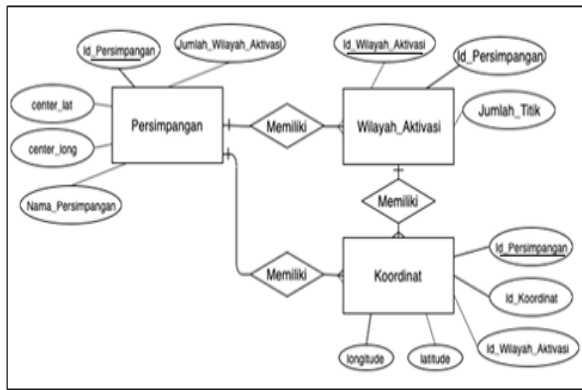 Id_Persimpangan
Jumlah_Wilayah_Aktivasi
Id_Wilayah_Aktivasi
Id_Persimpangan
center_lat
Persimpangan
Memiliki
Wilayah_Aktivasi
Jumlah_Titik
center_long
Nama_Persimpangan
Memiliki
Id_Persimpangan
Memiliki
Koordinat
Id_Koordinat
Id_Wilayah_Aktivasi
longitude
latitude